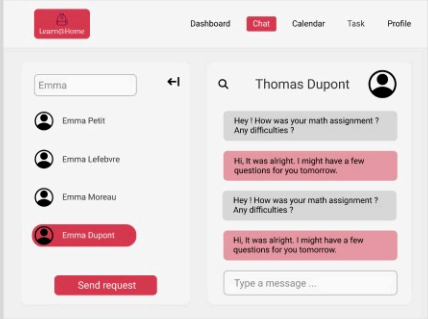 Learn@Home
Dashboard
Chat
Calendar
Task
Profile
Emma
Emma Petit
Emma Lefebvre
Emma Moreau
Emma Dupont
Send request
Thomas Dupont
Hey ! How was your math assignment ?
Any difficulties ?
Hi, It was alright. I might have a few
questions for you tomorrow.
Hey ! How was your math assignment ?
Any difficulties ?
Hi, It was alright. I might have a few
questions for you tomorrow.
Type a message ...